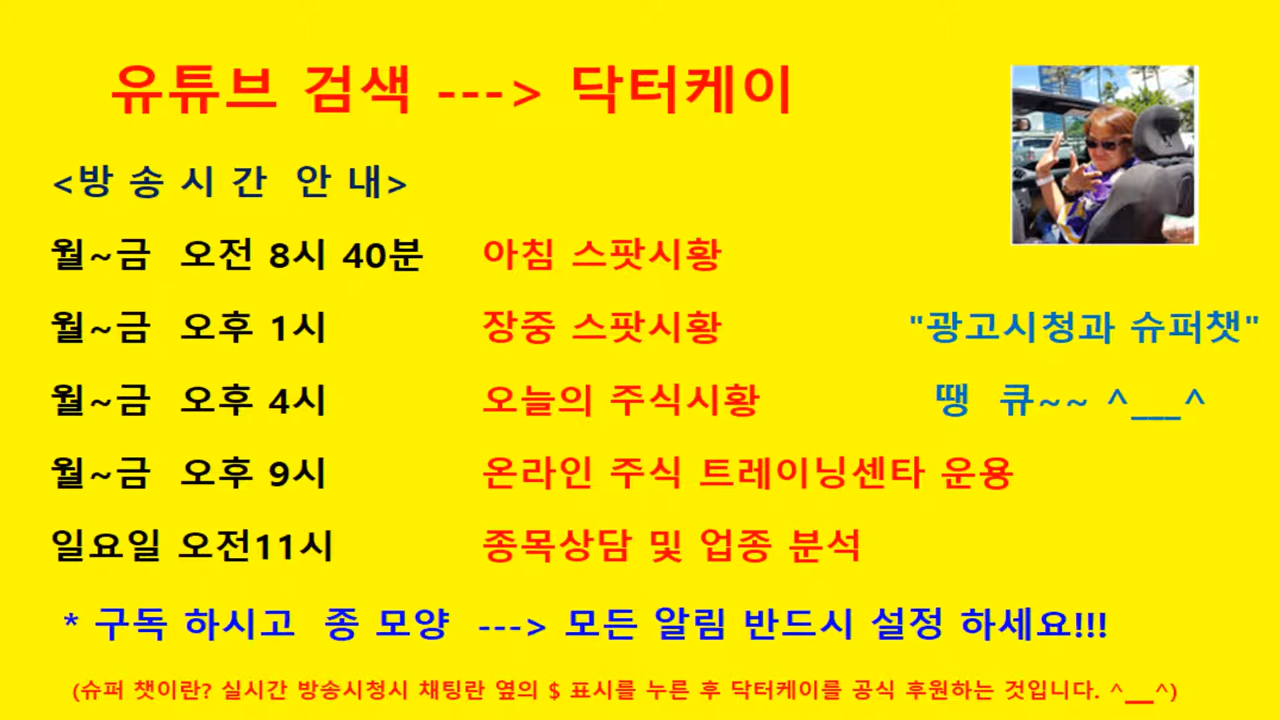 유튜브 검색 ---> 닥터케이
<방 송 시 간 안 내>
월~금 오전 8시 40분 아침 스팟시황
월~금 오후 1시 장중 스팟시황 "광고시청과 슈퍼챗"
월~금 오후 4시 오늘의 주식시황 땡 큐~~ ^___^
월~금 오후 9시 온라인 주식 트레이닝센타 운용
일요일 오전11시 종목상담 및 업종 분석
* 구독 하시고 종 모양 ---> 모든 알림 반드시 설정 하세요!!!
(슈퍼 챗이란? 실시간 방송시청시 채팅란 옆의 $ 표시를 누른 후 닥터케이를 공식 후원하는 것입니다. ^__^)